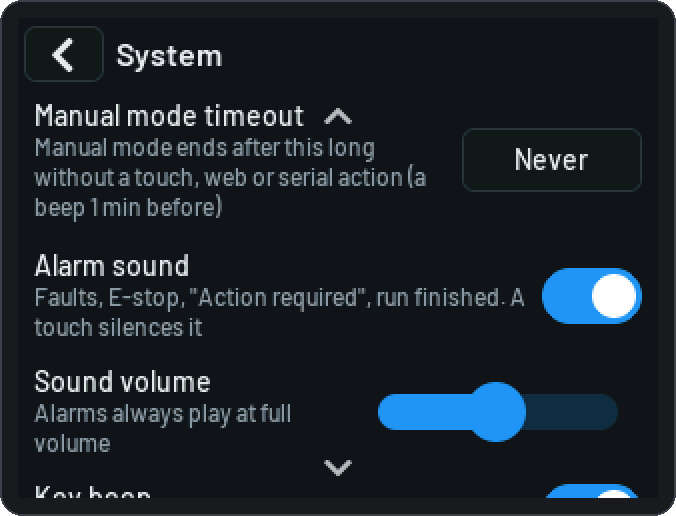 System
Manual mode timeout
Manual mode ends after this long
without a touch, web or serial action (a
beep 1 min before)
Never
Alarm sound
Faults, E-stop, "Action required", run finished. A
touch silences it
Sound volume
Alarms always play at full
volume
Key beep